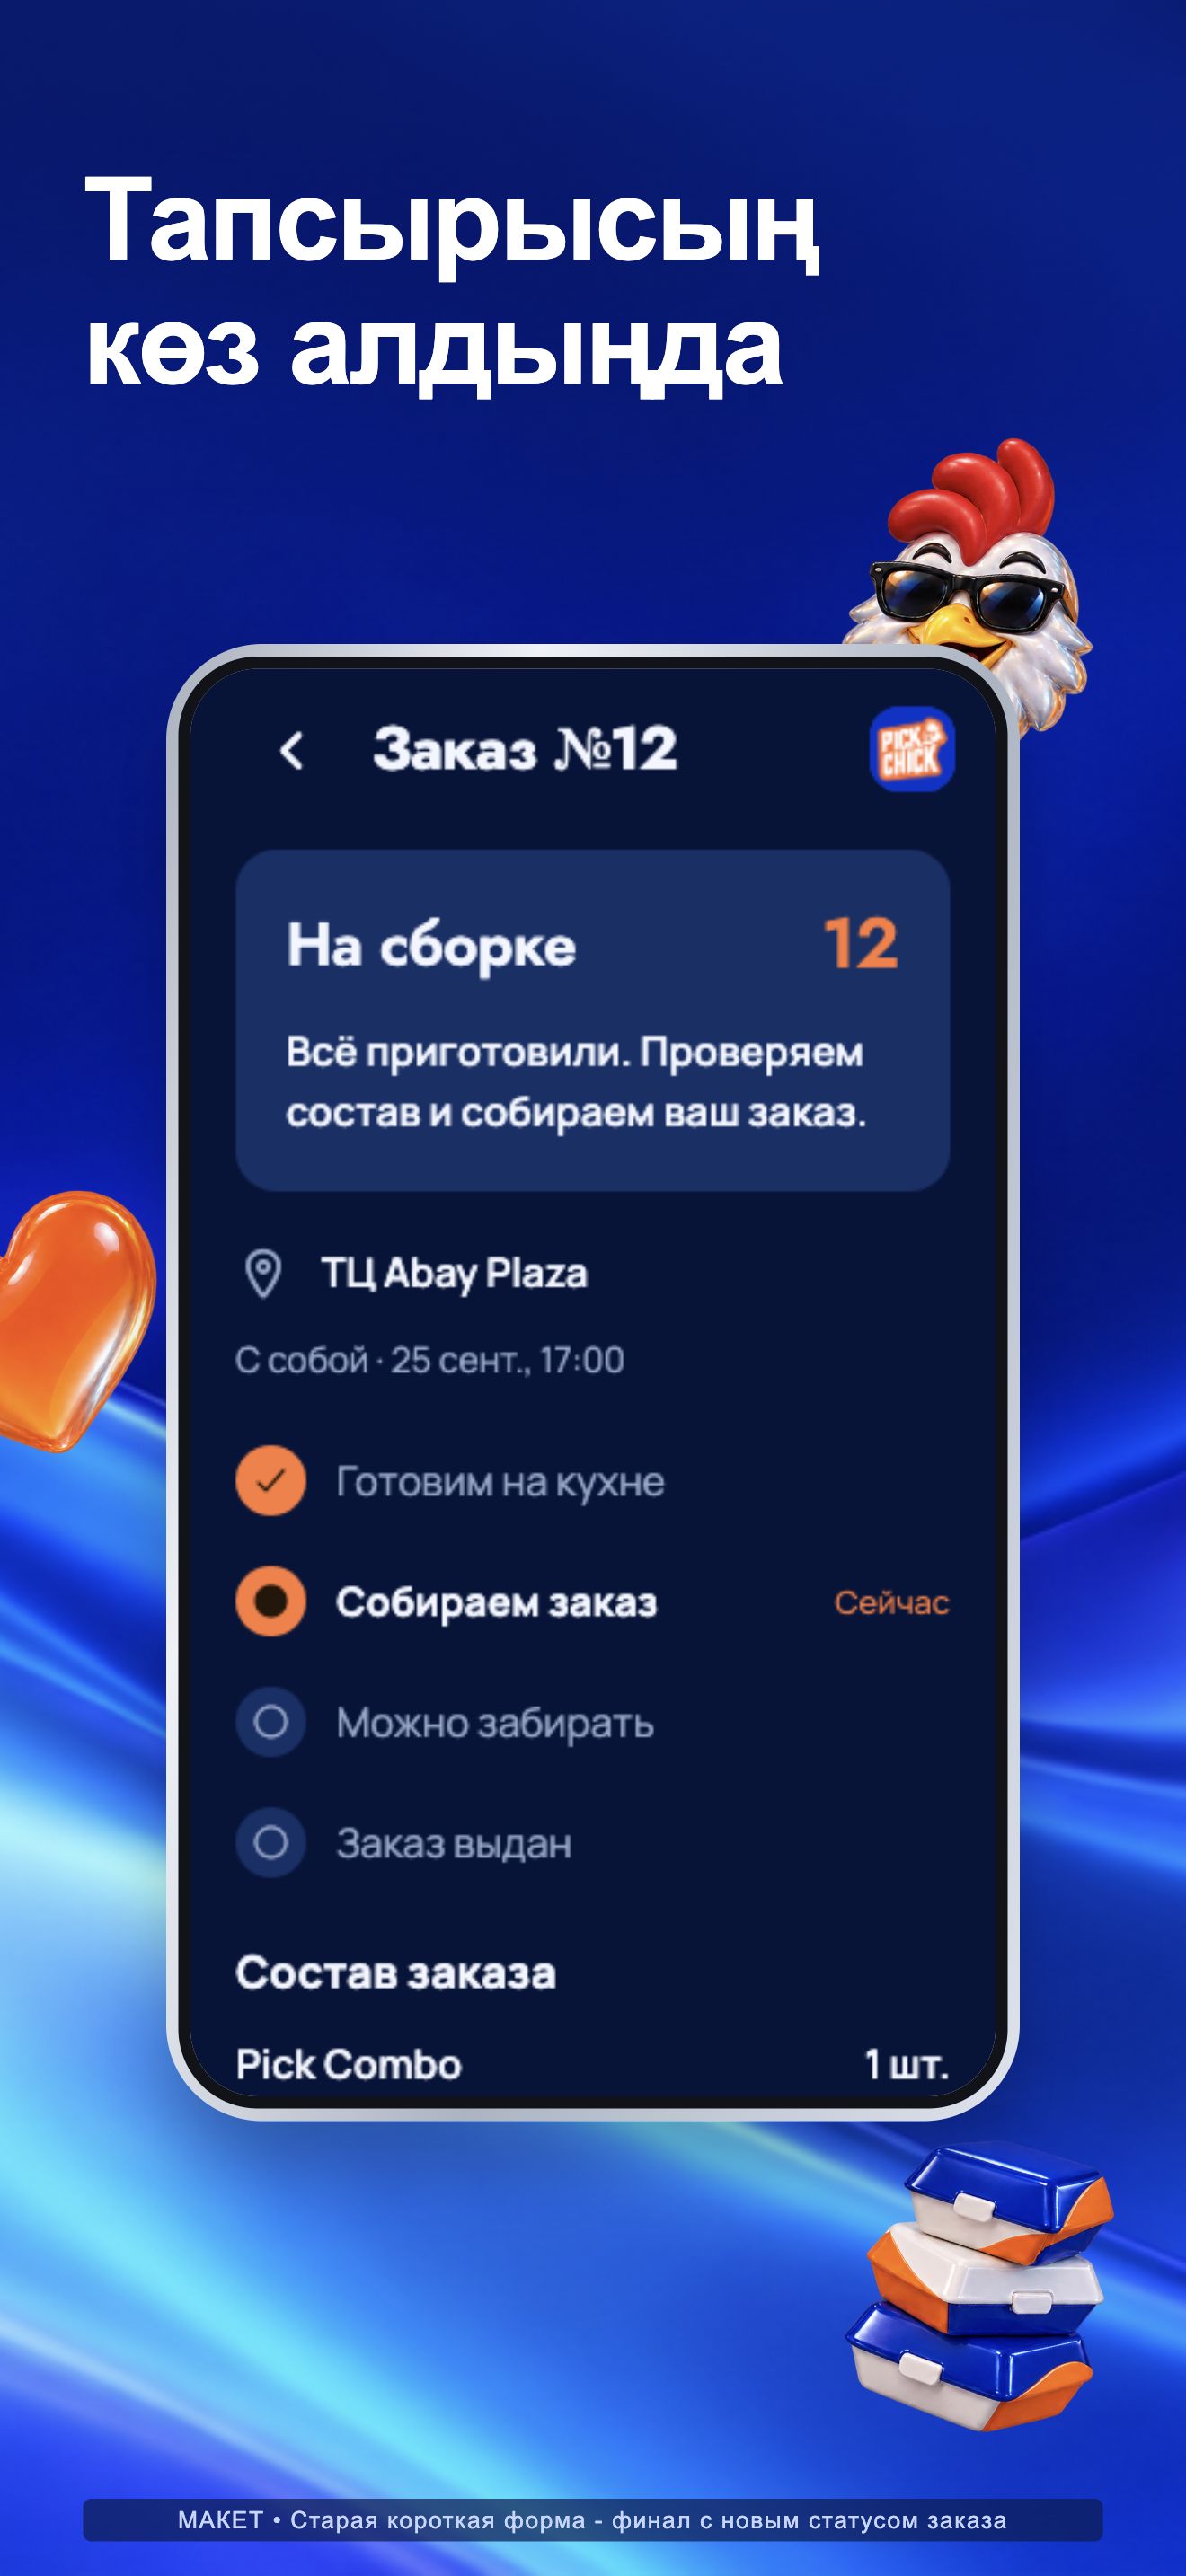 Тапсырысың
көз алдыңда
Заказ №12
PICK
CHICK
На сборке 12
Всё приготовили. Проверяем
состав и собираем ваш заказ.
ТЦ Abay Plaza
С собой · 25 сент., 17:00
Готовим на кухне
Собираем заказ Сейчас
Можно забирать
Заказ выдан
Состав заказа
Pick Combo 1 шт.
МАКЕТ • Старая короткая форма - финал с новым статусом заказа